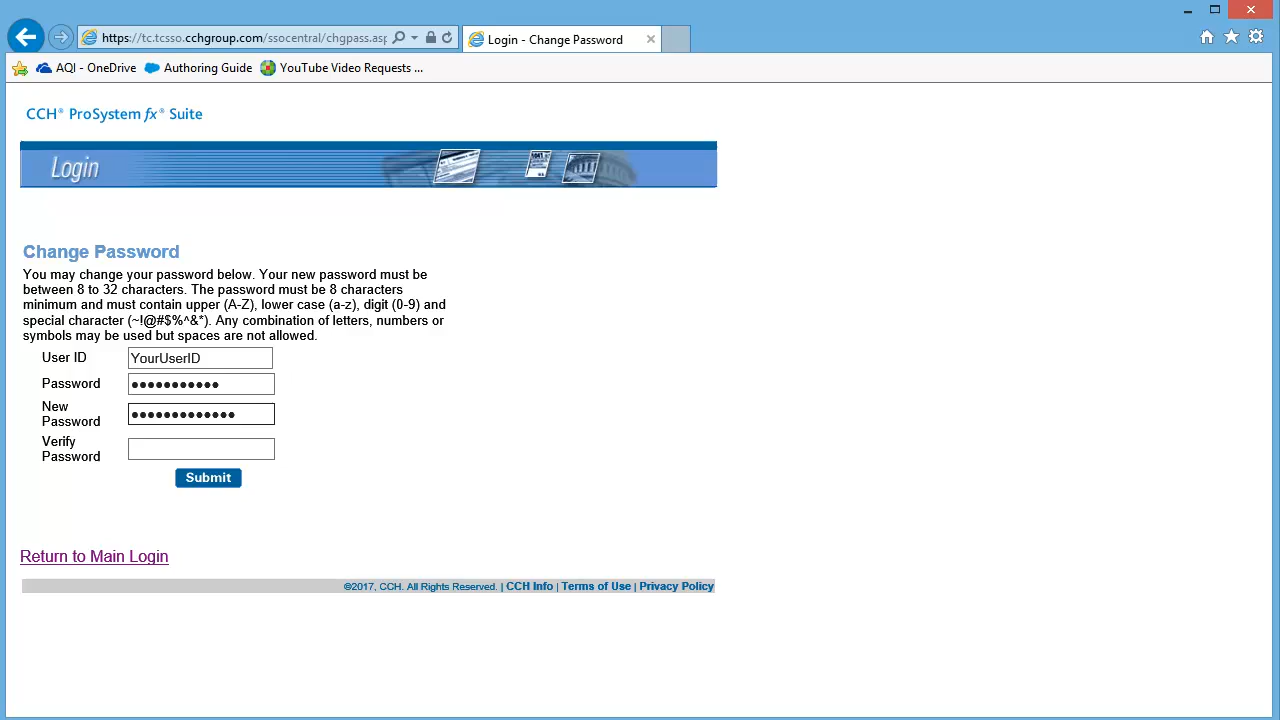 https://tc.tcsso.cchgroup.com/ssocentral/chgpass.asp
Login - Change Password
AQI - OneDrive
Authoring Guide
YouTube Video Requests ...
CCH® ProSystem fx® Suite
Login
Change Password
You may change your password below. Your new password must be
between 8 to 32 characters. The password must be 8 characters
minimum and must contain upper (A-Z), lower case (a-z), digit (0-9) and
special character (~!@#$%^&*). Any combination of letters, numbers or
symbols may be used but spaces are not allowed.
User ID
YourUserID
Password
●●●●●●●●●●●
New
Password
●●●●●●●●●●●●●
Verify
Password
Submit
Return to Main Login
©2017, CCH. All Rights Reserved. | CCH Info | Terms of Use | Privacy Policy